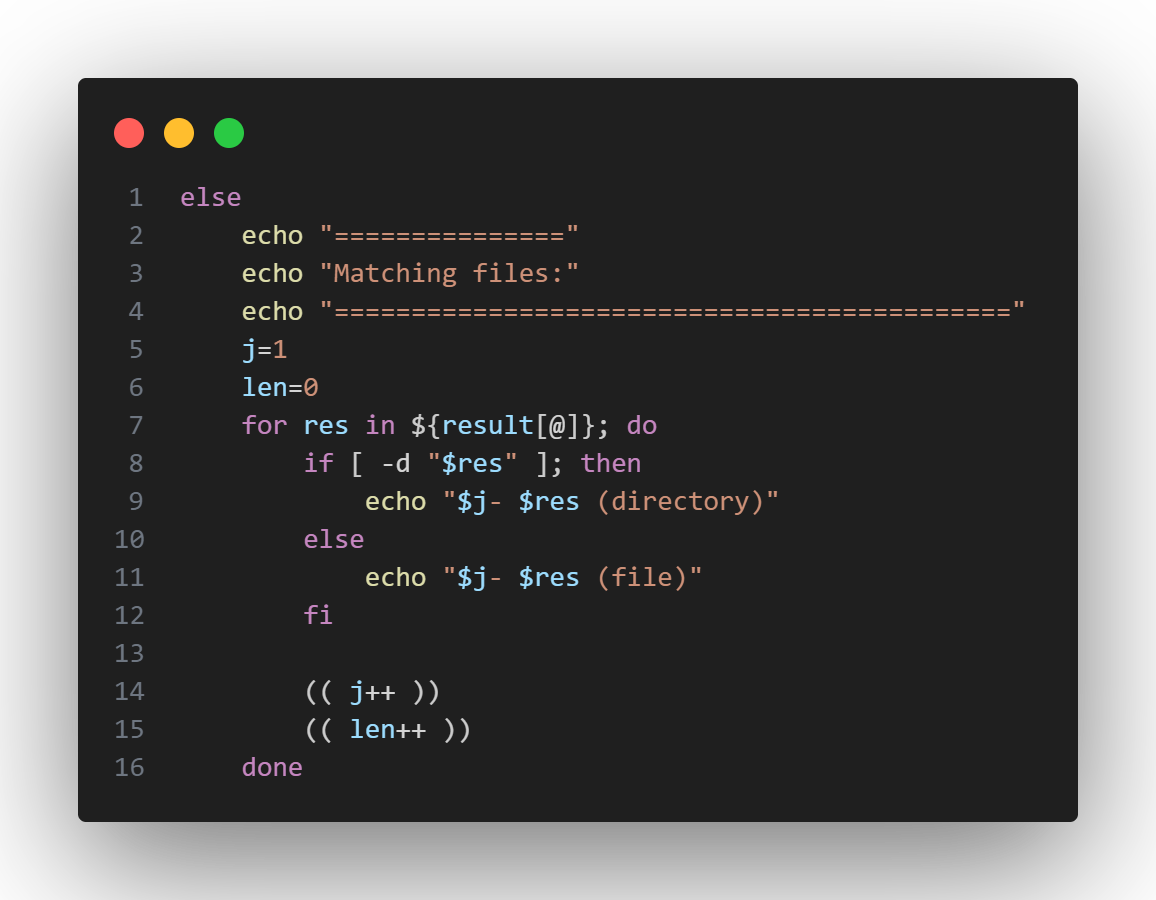 1 else
2     echo "==============="
3     echo "Matching files:"
4     echo "============================================"
5     j=1
6     len=0
7     for res in ${result[@]}; do
8         if [ -d "$res" ]; then
9             echo "$j- $res (directory)"
10         else
11             echo "$j- $res (file)"
12         fi
13
14         (( j++ ))
15         (( len++ ))
16     done